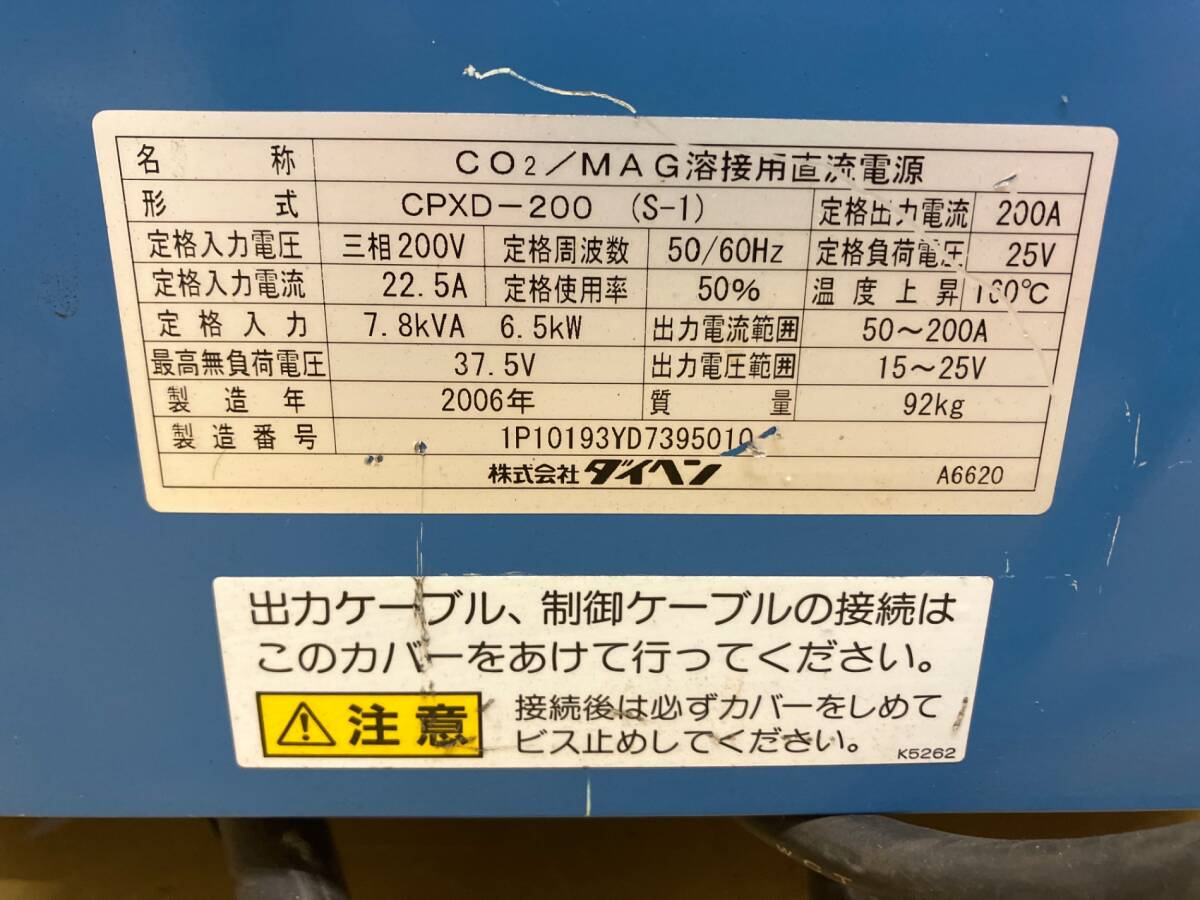 名称 CO2/MAG溶接用直流電源
形式 CPXD-200 (S-1) 定格出力電流 200A
定格入力電圧 三相200V 定格周波数 50/60Hz 定格負荷電圧 25V
定格入力電流 22.5A 定格使用率 50% 温度上昇 160℃
定格入力 7.8kVA 6.5kW 出力電流範囲 50~200A
最高無負荷電圧 37.5V 出力電圧範囲 15~25V
製造年 2006年 質量 92kg
製造番号 1P10193YD7395010
株式会社 ダイヘン A6620
出力ケーブル、制御ケーブルの接続は
このカバーをあけて行ってください。
注意 接続後は必ずカバーをしめて
ビス止めしてください。 K5262